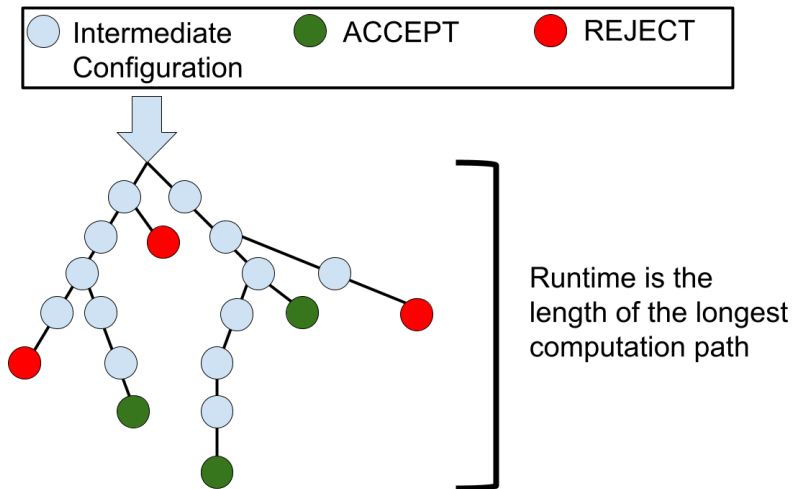 Intermediate
Configuration
ACCEPT
REJECT
Runtime is the
length of the longest
computation path